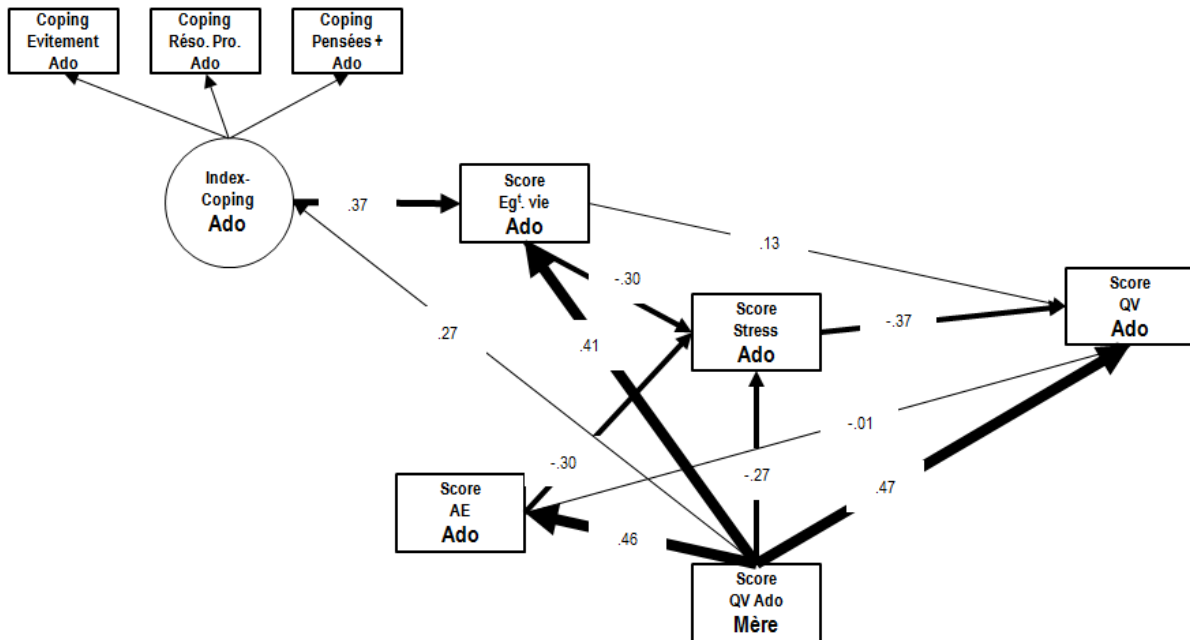 Coping
Evitement
Ado
Coping
Réso. Pro.
Ado
Coping
Pensées +
Ado
Index-
Coping
Ado
.37
Score
Egᵗ. vie
Ado
.13
-.30
Score
Stress
Ado
-.37
Score
QV
Ado
.27
.41
-.01
-.30
-.27
.47
Score
AE
Ado
.46
Score
QV Ado
Mère